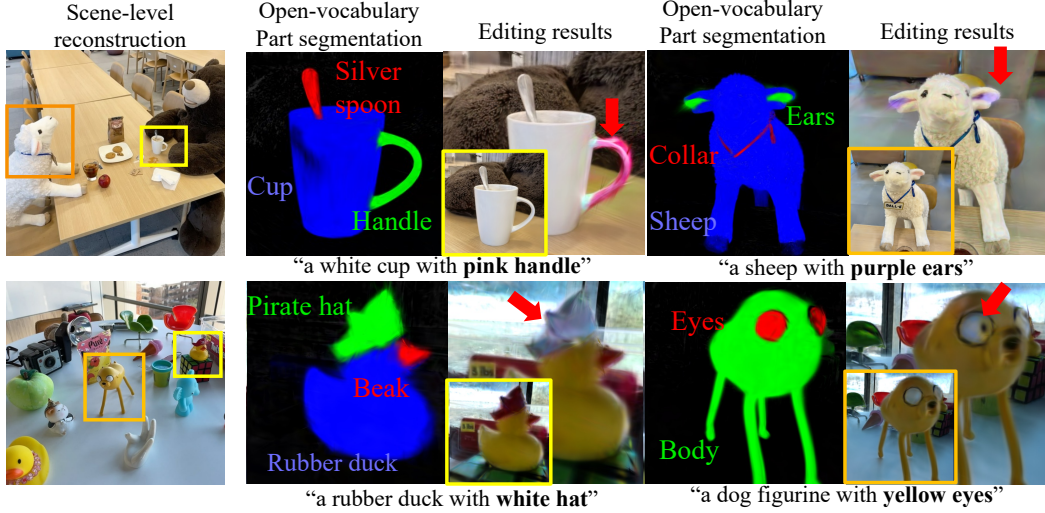 Scene-level
reconstruction
Open-vocabulary
Part segmentation
Editing results
Open-vocabulary
Part segmentation
Editing results
Silver
spoon
Cup
Handle
Ears
Collar
Sheep
“a white cup with pink handle”
“a sheep with purple ears”
Pirate hat
Beak
Rubber duck
Eyes
Body
“a rubber duck with white hat”
“a dog figurine with yellow eyes”